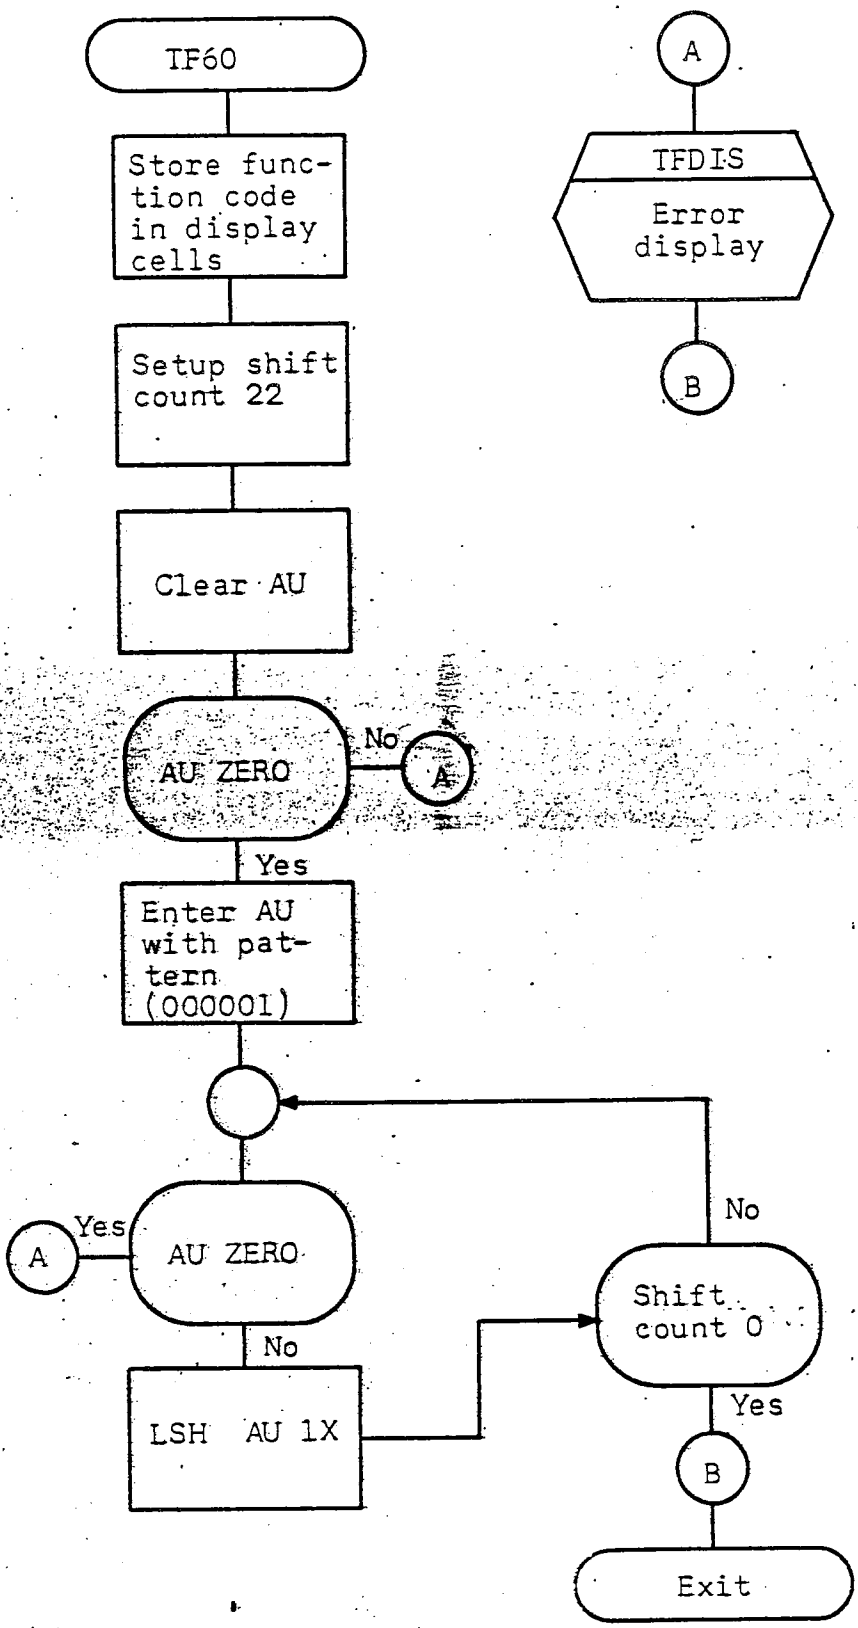 TF60
Store func-
tion code
in display
cells
Setup shift
count 22
Clear AU
AU ZERO
No
A
Yes
Enter AU
with pat-
tern
(000001)
Yes
A
AU ZERO
No
LSH AU 1X
No
Shift
count 0
Yes
B
Exit
A
TFDIS
Error
display
B